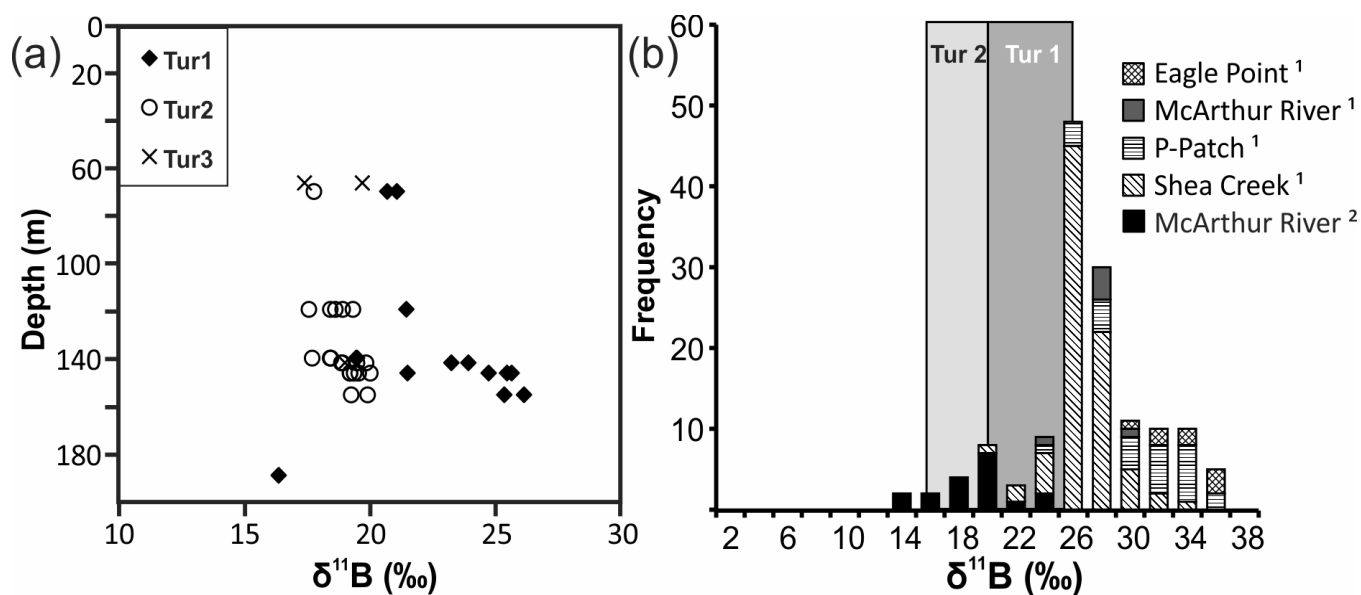 (a)
Tur1
Tur2
Tur3
0
20
60
100
140
180
Depth (m)
10 15 20 25 30
δ¹¹B (‰)
(b)
Tur 2 Tur 1
Eagle Point ¹
McArthur River ¹
P-Patch ¹
Shea Creek ¹
McArthur River ²
60
50
40
30
20
10
Frequency
2 6 10 14 18 22 26 30 34 38
δ¹¹B (‰)